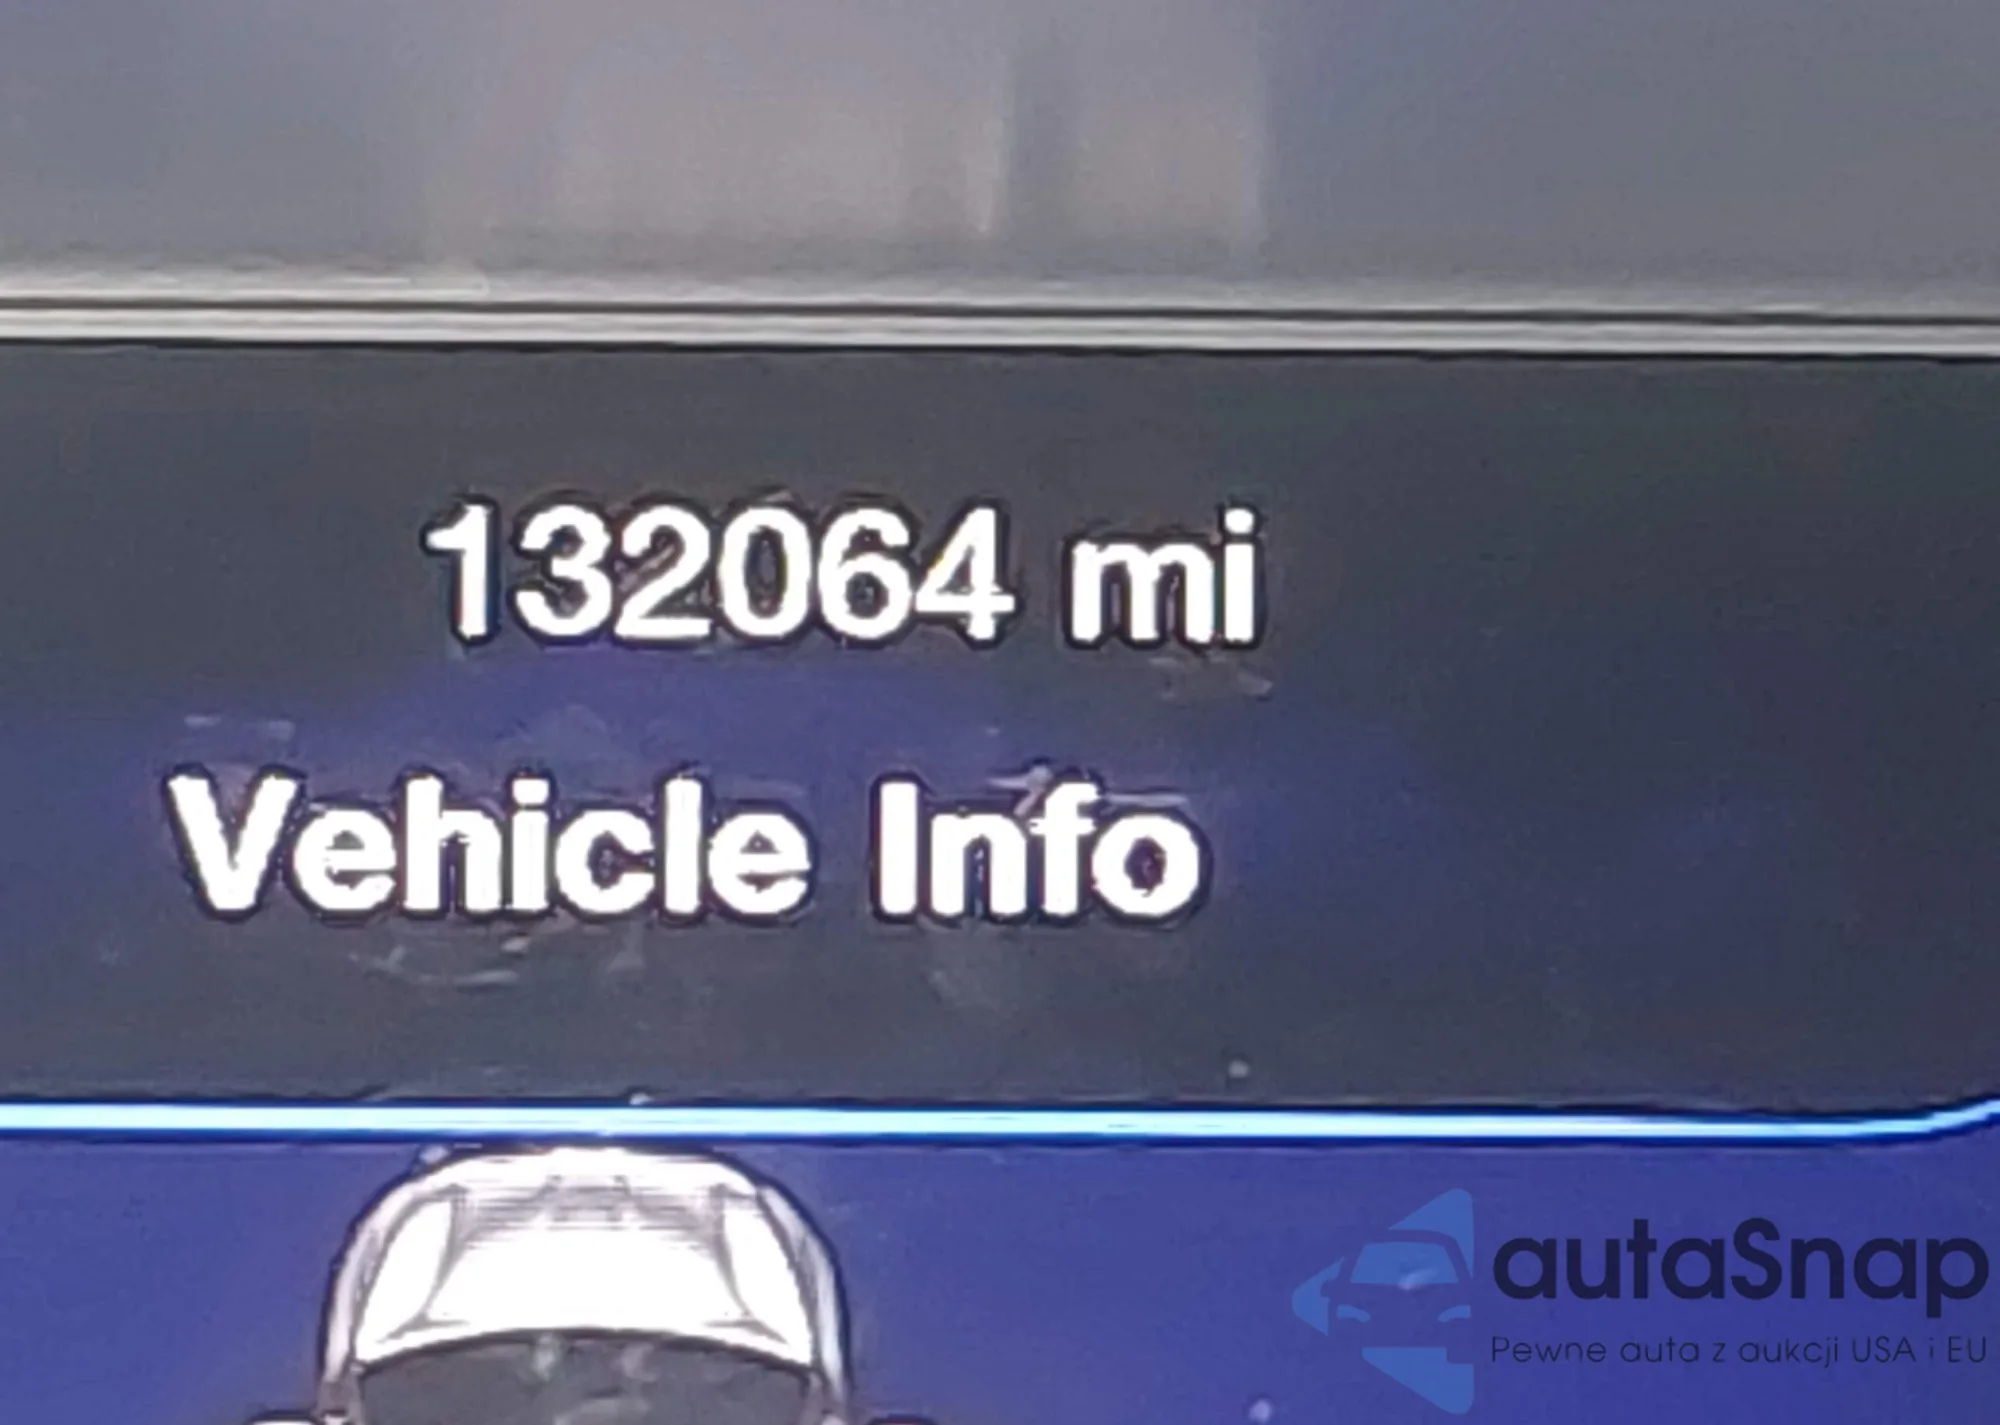 132064 mi
Vehicle Info
autaSnap
Pewne auta z aukcji USA i EU